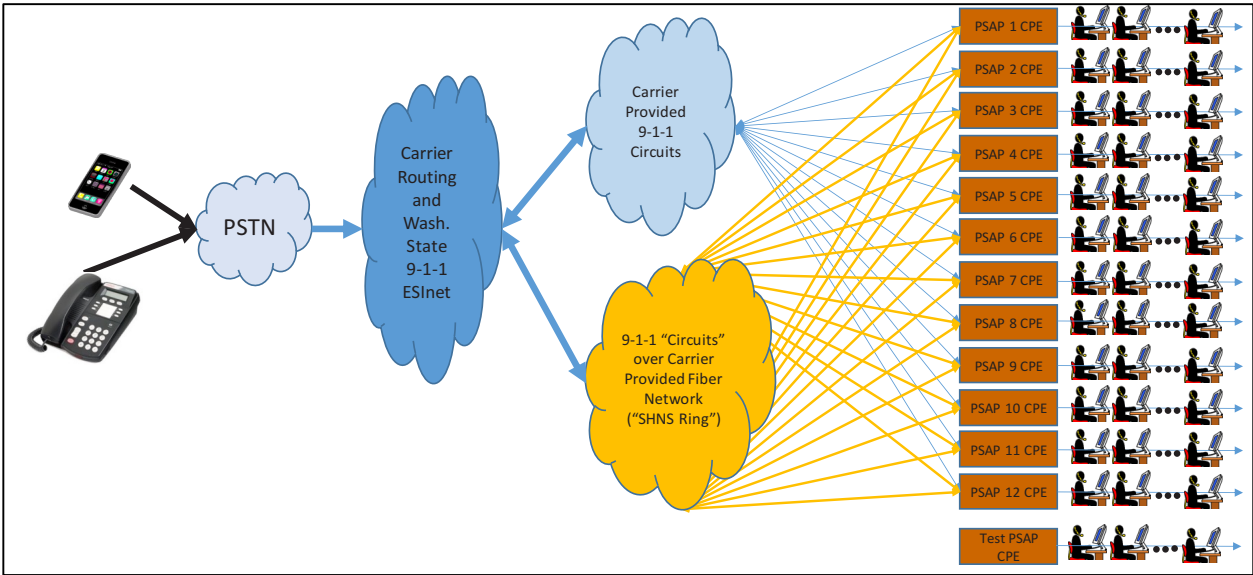 PSTN
Carrier
Routing
and
Wash.
State
9-1-1
ESInet
Carrier
Provided
9-1-1
Circuits
9-1-1 “Circuits”
over Carrier
Provided Fiber
Network
(“SHNS Ring”)
PSAP 1 CPE
PSAP 2 CPE
PSAP 3 CPE
PSAP 4 CPE
PSAP 5 CPE
PSAP 6 CPE
PSAP 7 CPE
PSAP 8 CPE
PSAP 9 CPE
PSAP 10 CPE
PSAP 11 CPE
PSAP 12 CPE
Test PSAP
CPE